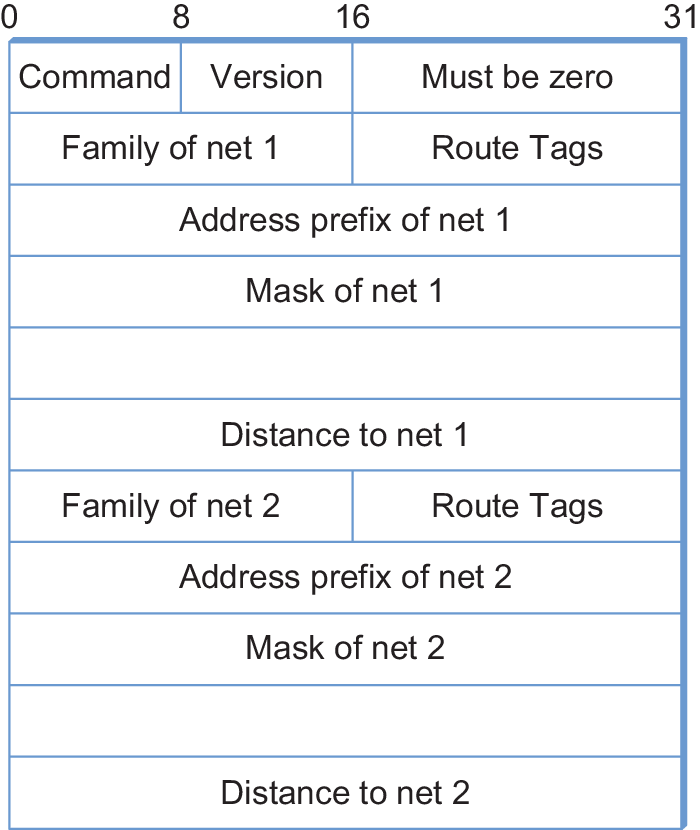 0 8 16 31
Command Version Must be zero
Family of net 1 Route Tags
Address prefix of net 1
Mask of net 1
Distance to net 1
Family of net 2 Route Tags
Address prefix of net 2
Mask of net 2
Distance to net 2